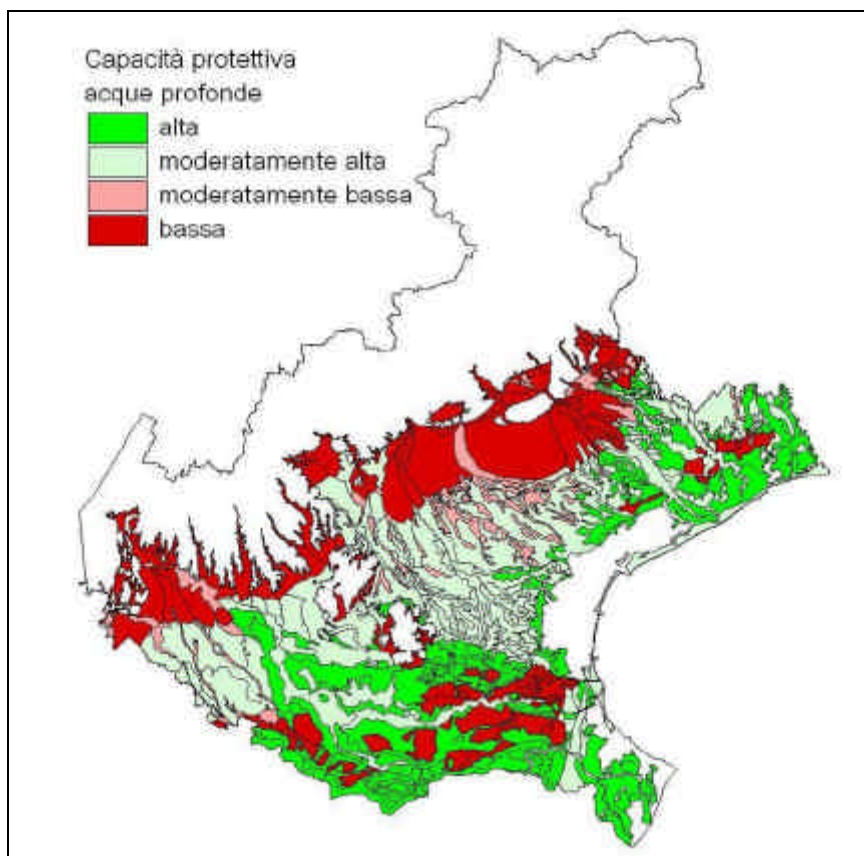 Capacità protettiva
acque profonde
alta
moderatamente alta
moderatamente bassa
bassa